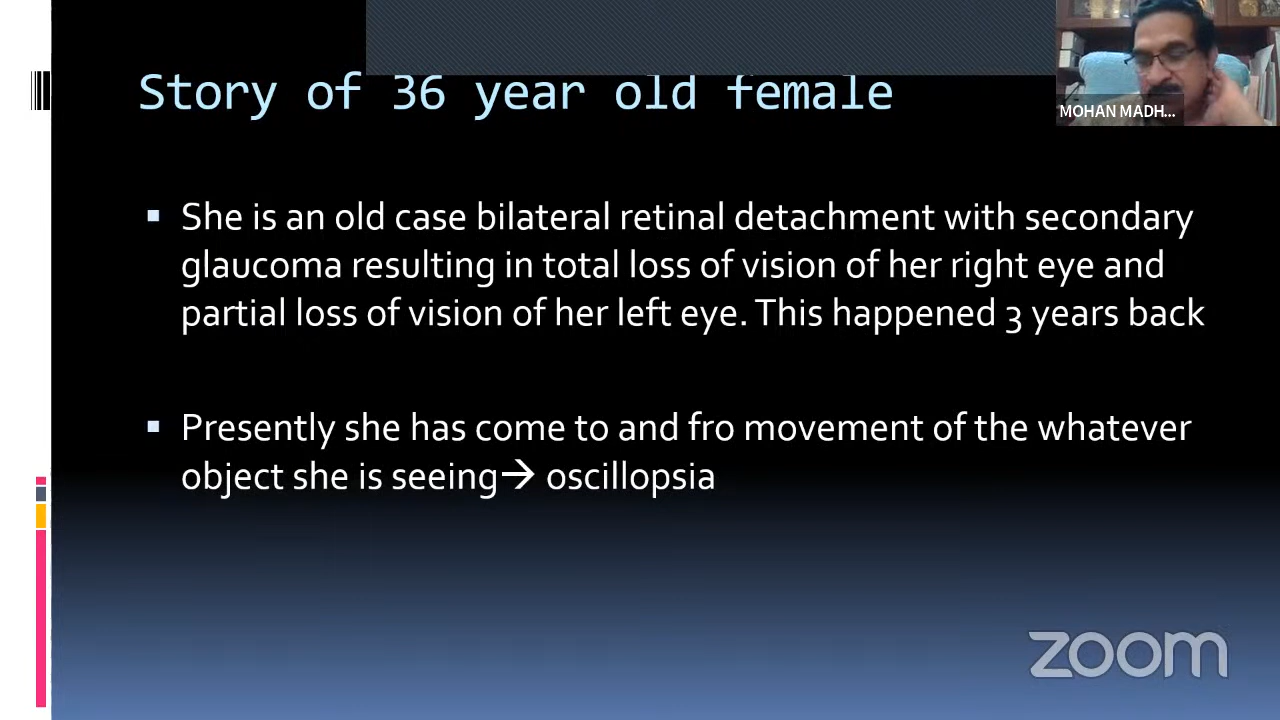 Story of 36 year old female
MOHAN MADH...
She is an old case bilateral retinal detachment with secondary
glaucoma resulting in total loss of vision of her right eye and
partial loss of vision of her left eye. This happened 3 years back
Presently she has come to and fro movement of the whatever
object she is seeing→ oscillopsia
zoom